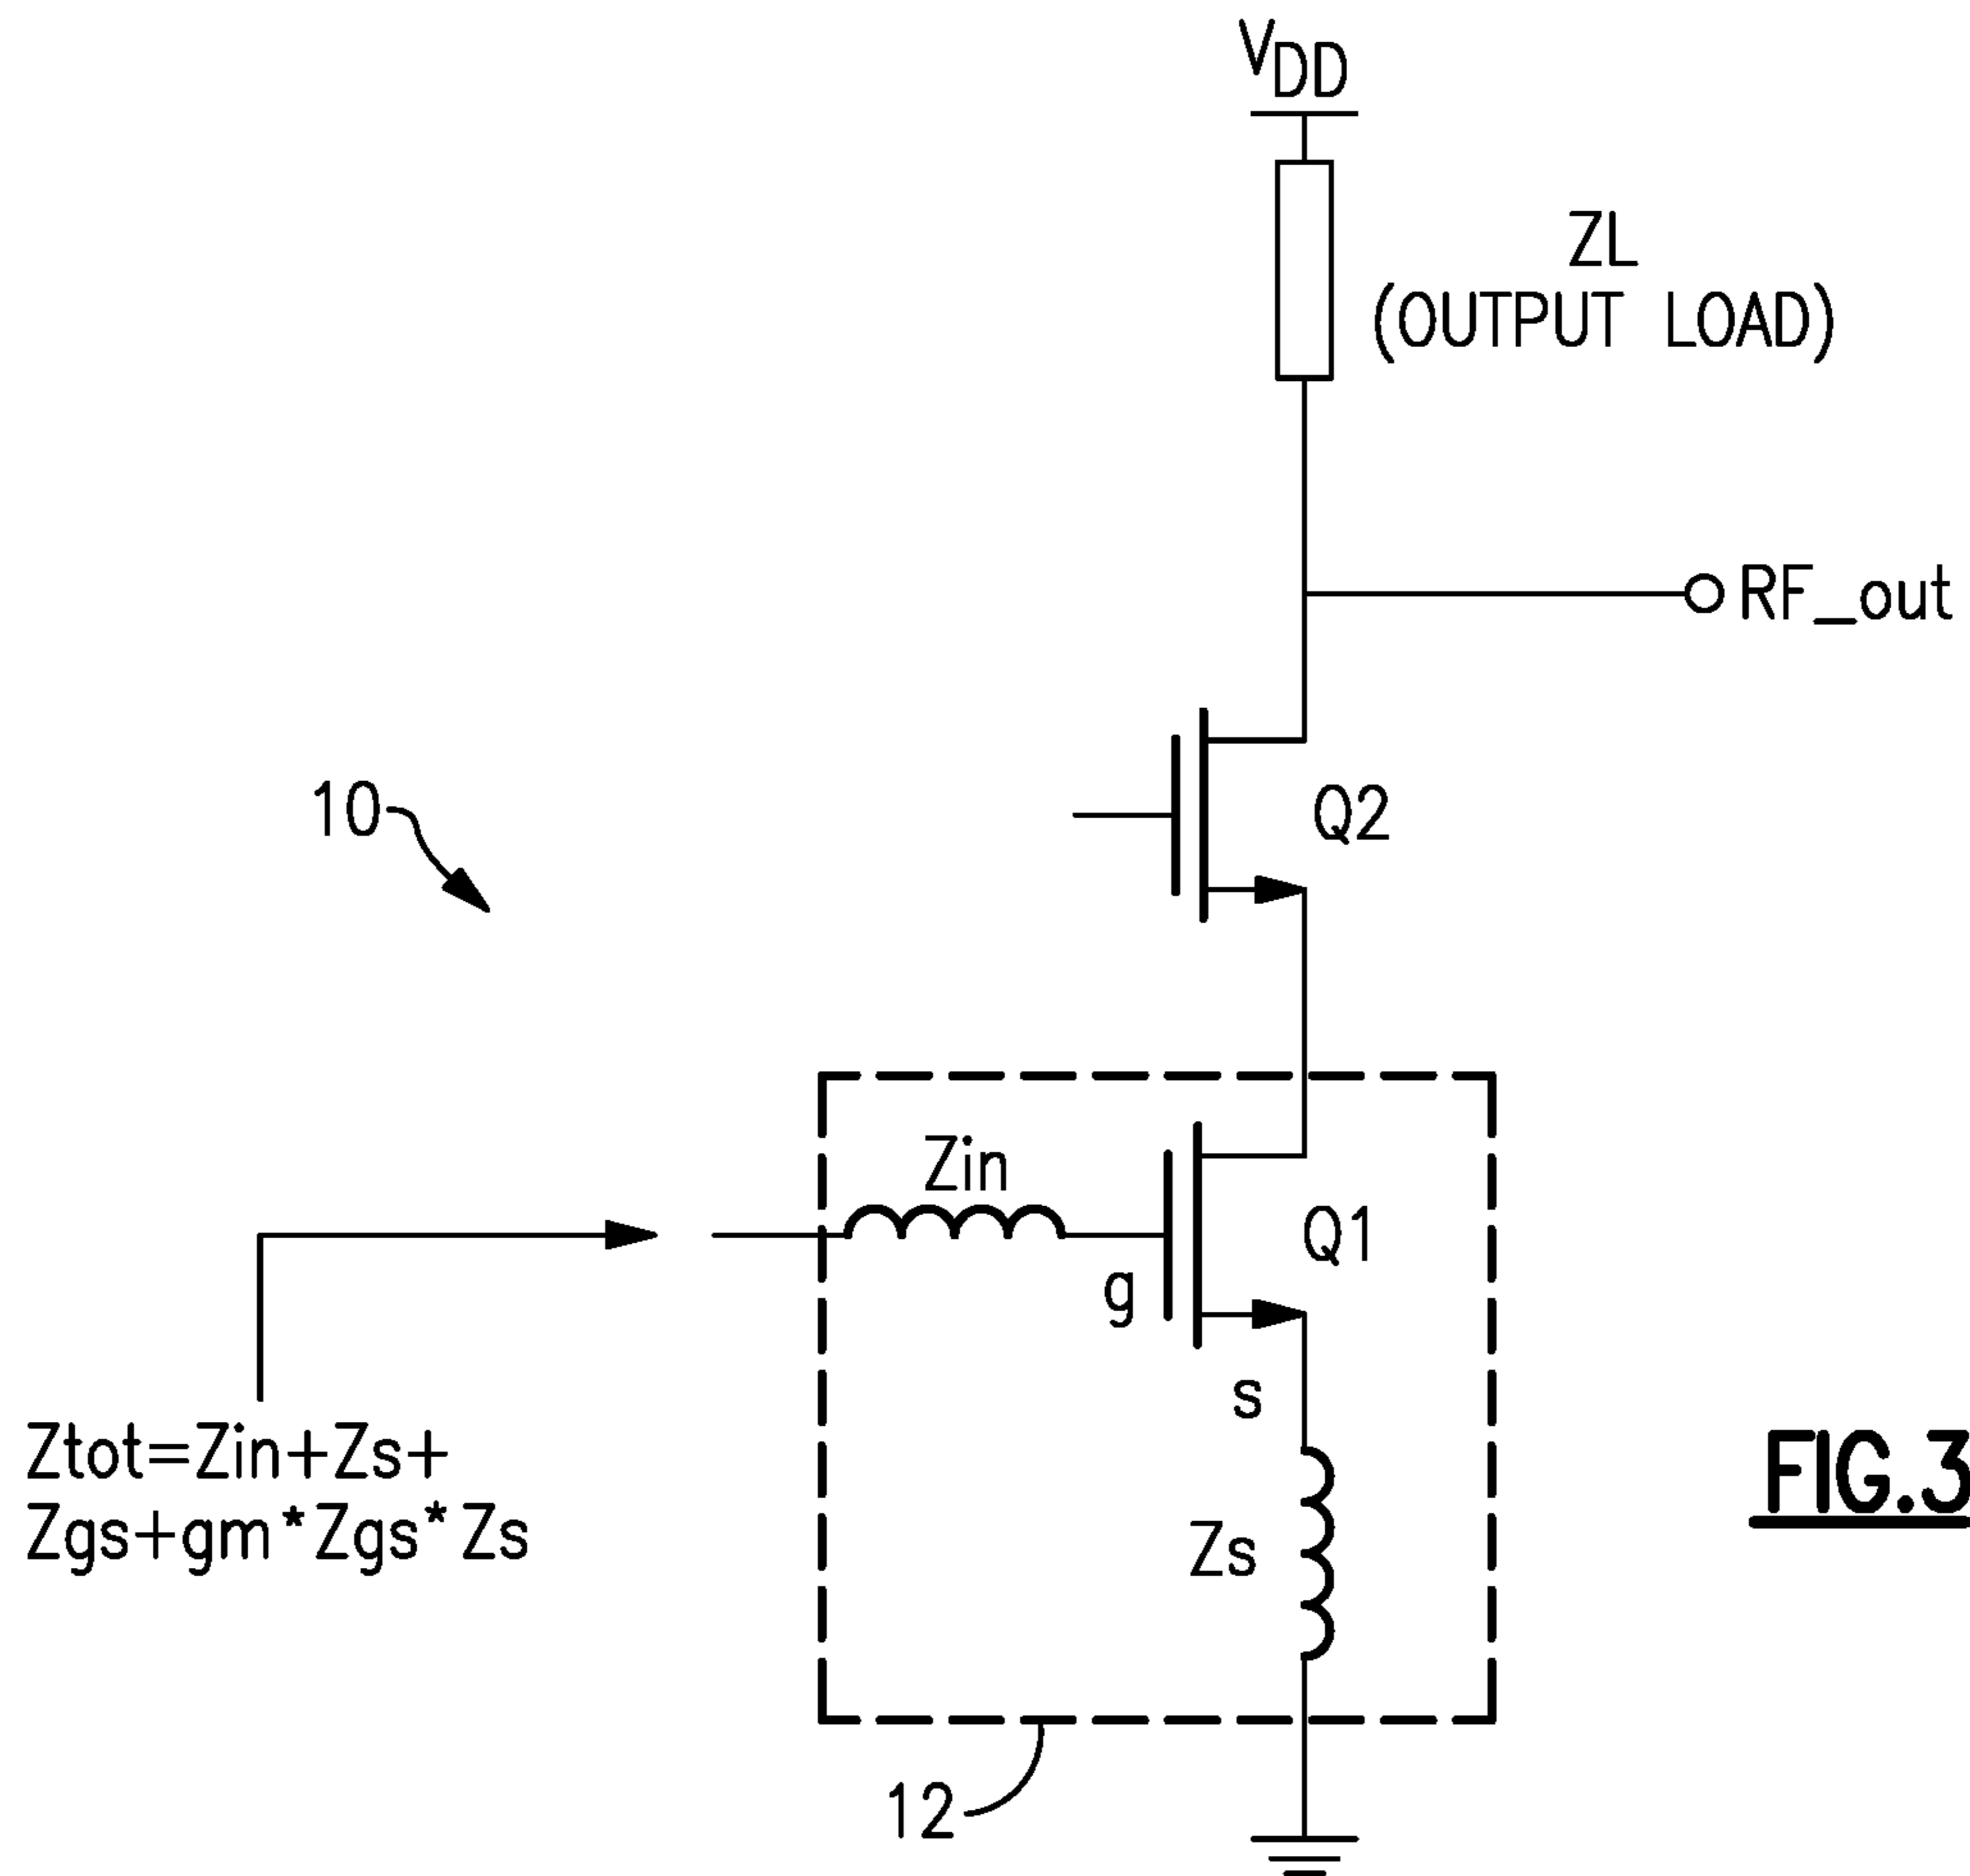 VDD
ZL
(OUTPUT LOAD)
RF_out
10
Q2
Zin
Q1
g
s
Ztot=Zin+Zs+
Zgs+gm*Zgs*Zs
Zs
FIG.3
12